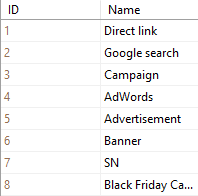 ID Name
1 Direct link
2 Google search
3 Campaign
4 AdWords
5 Advertisement
6 Banner
7 SN
8 Black Friday Ca...